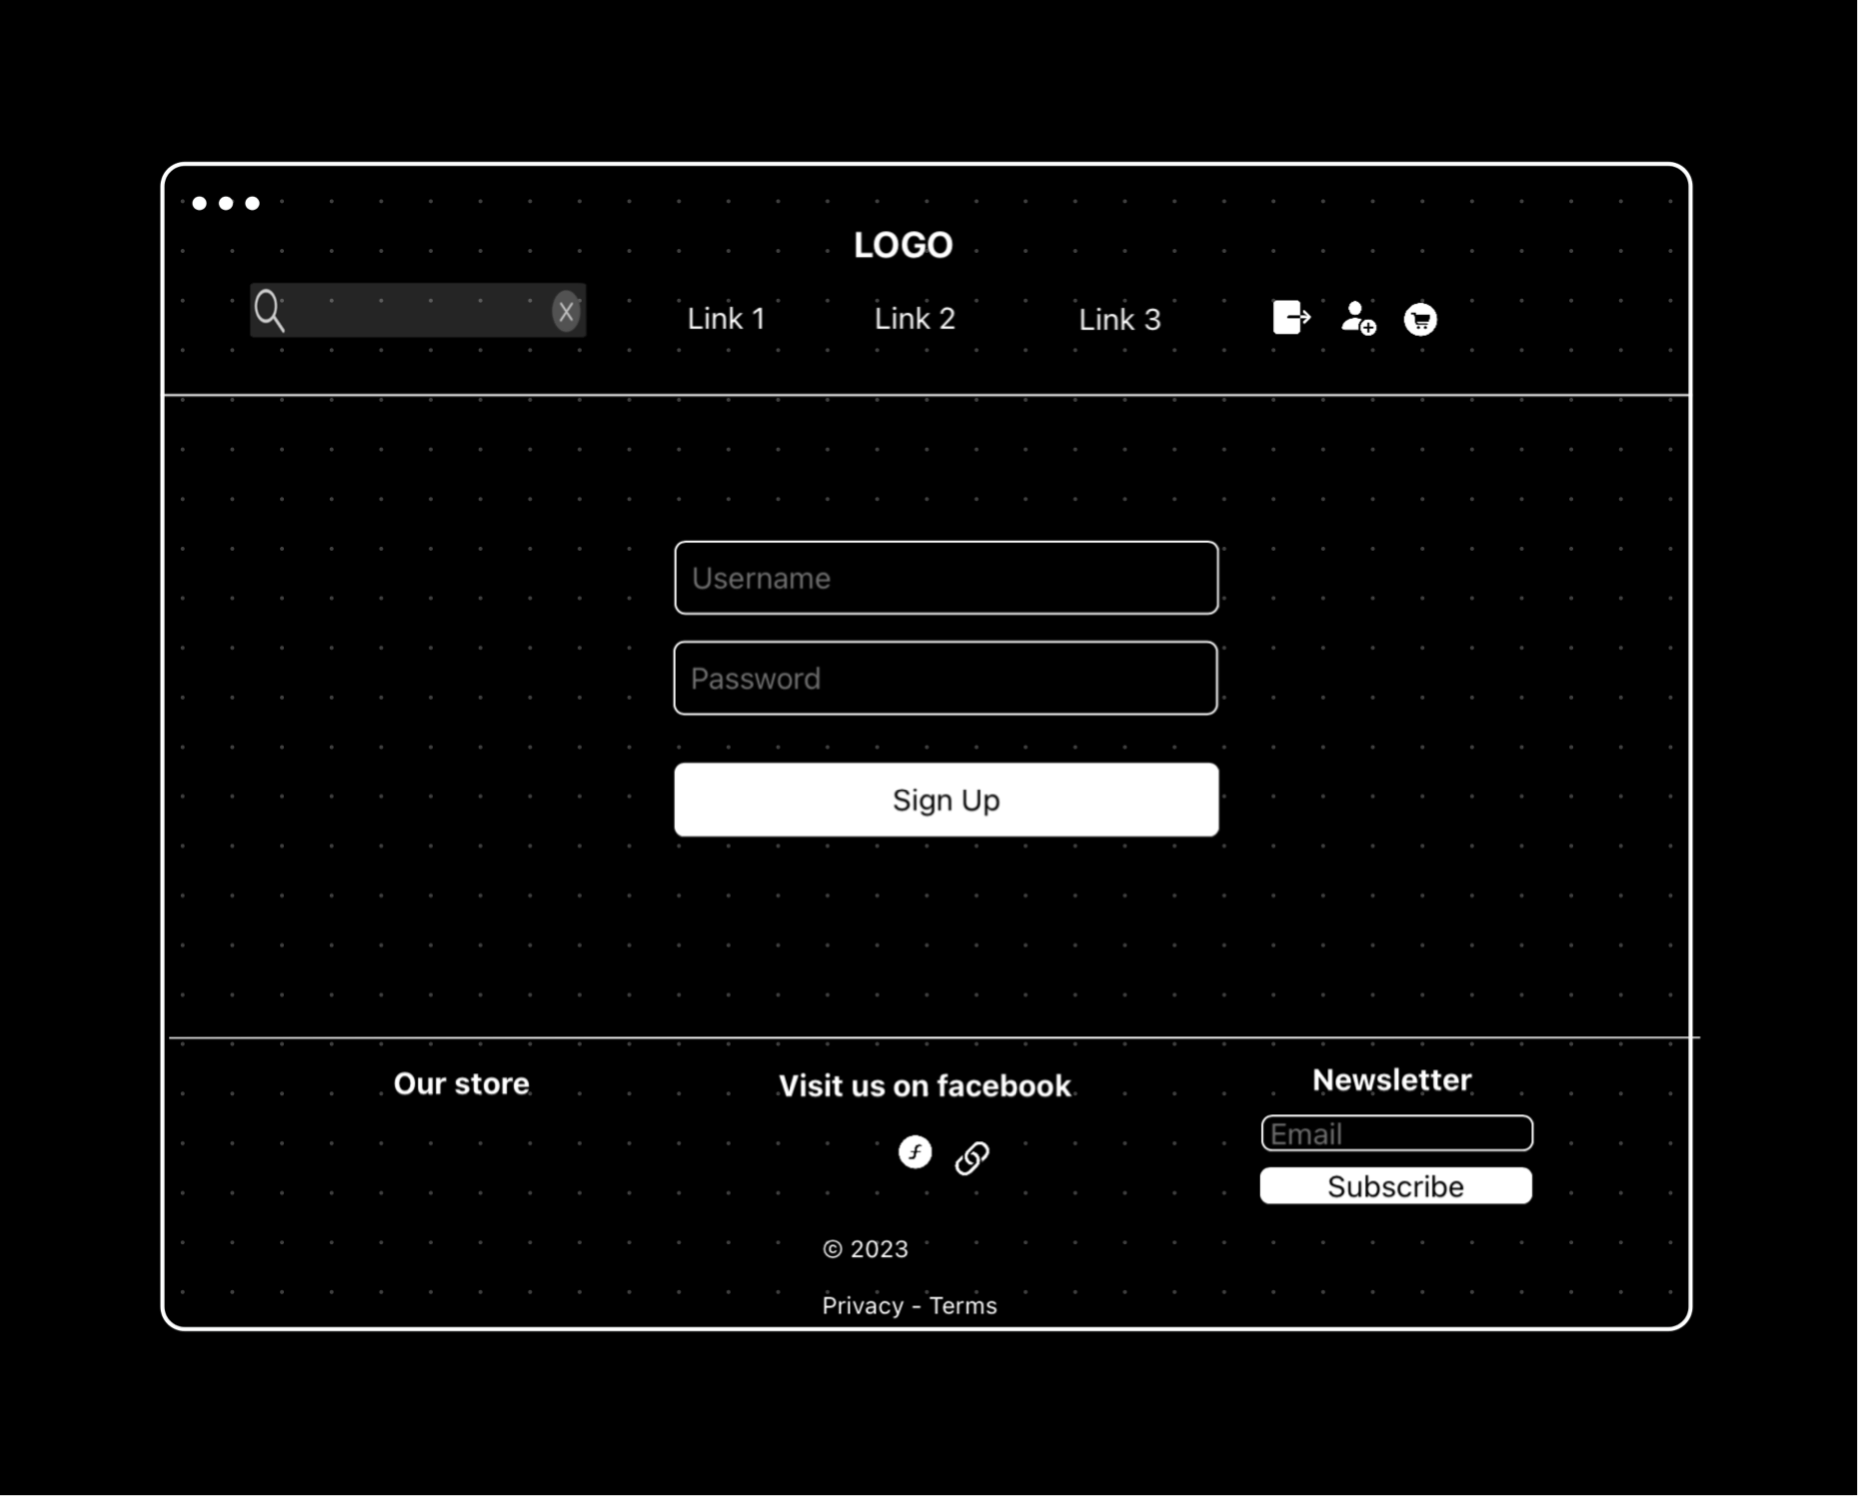 LOGO
X
Link 1
Link 2
Link 3
Username
Password
Sign Up
Our store
Visit us on facebook
Newsletter
Email
f
Subscribe
© 2023
Privacy - Terms